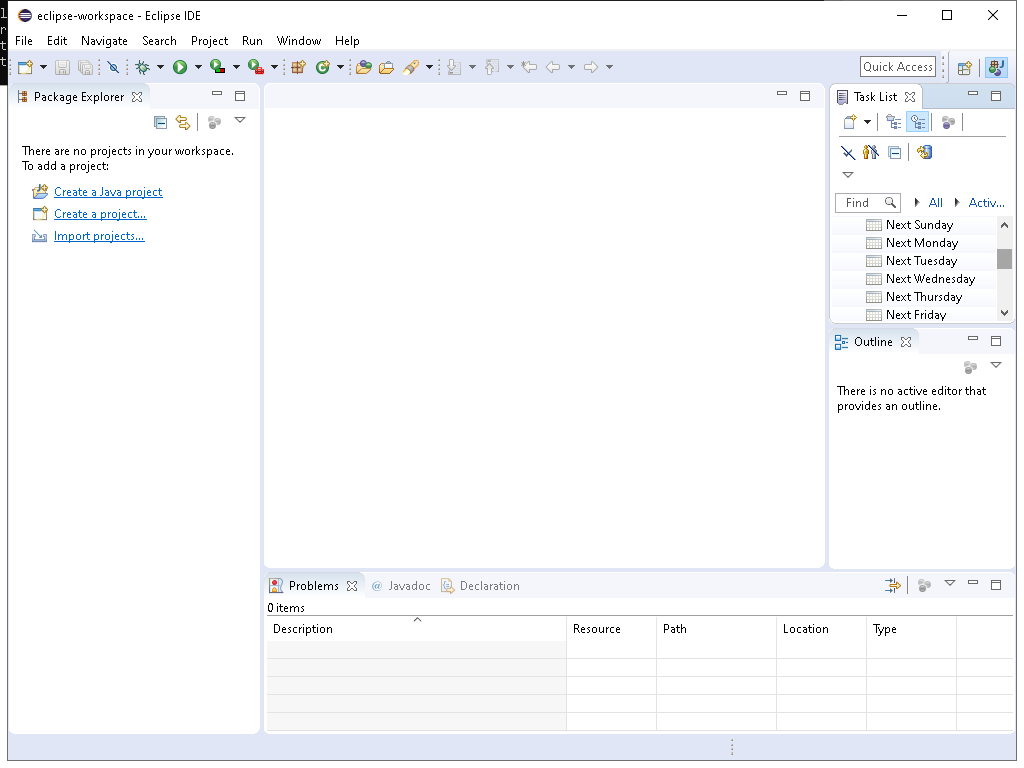 eclipse-workspace - Eclipse IDE
File Edit Navigate Search Project Run Window Help
Quick Access
Package Explorer
There are no projects in your workspace.
To add a project:
Create a Java project
Create a project...
Import projects...
Task List
Find All Activ...
Next Sunday
Next Monday
Next Tuesday
Next Wednesday
Next Thursday
Next Friday
Outline
There is no active editor that
provides an outline.
Problems @ Javadoc Declaration
0 items
Description Resource Path Location Type